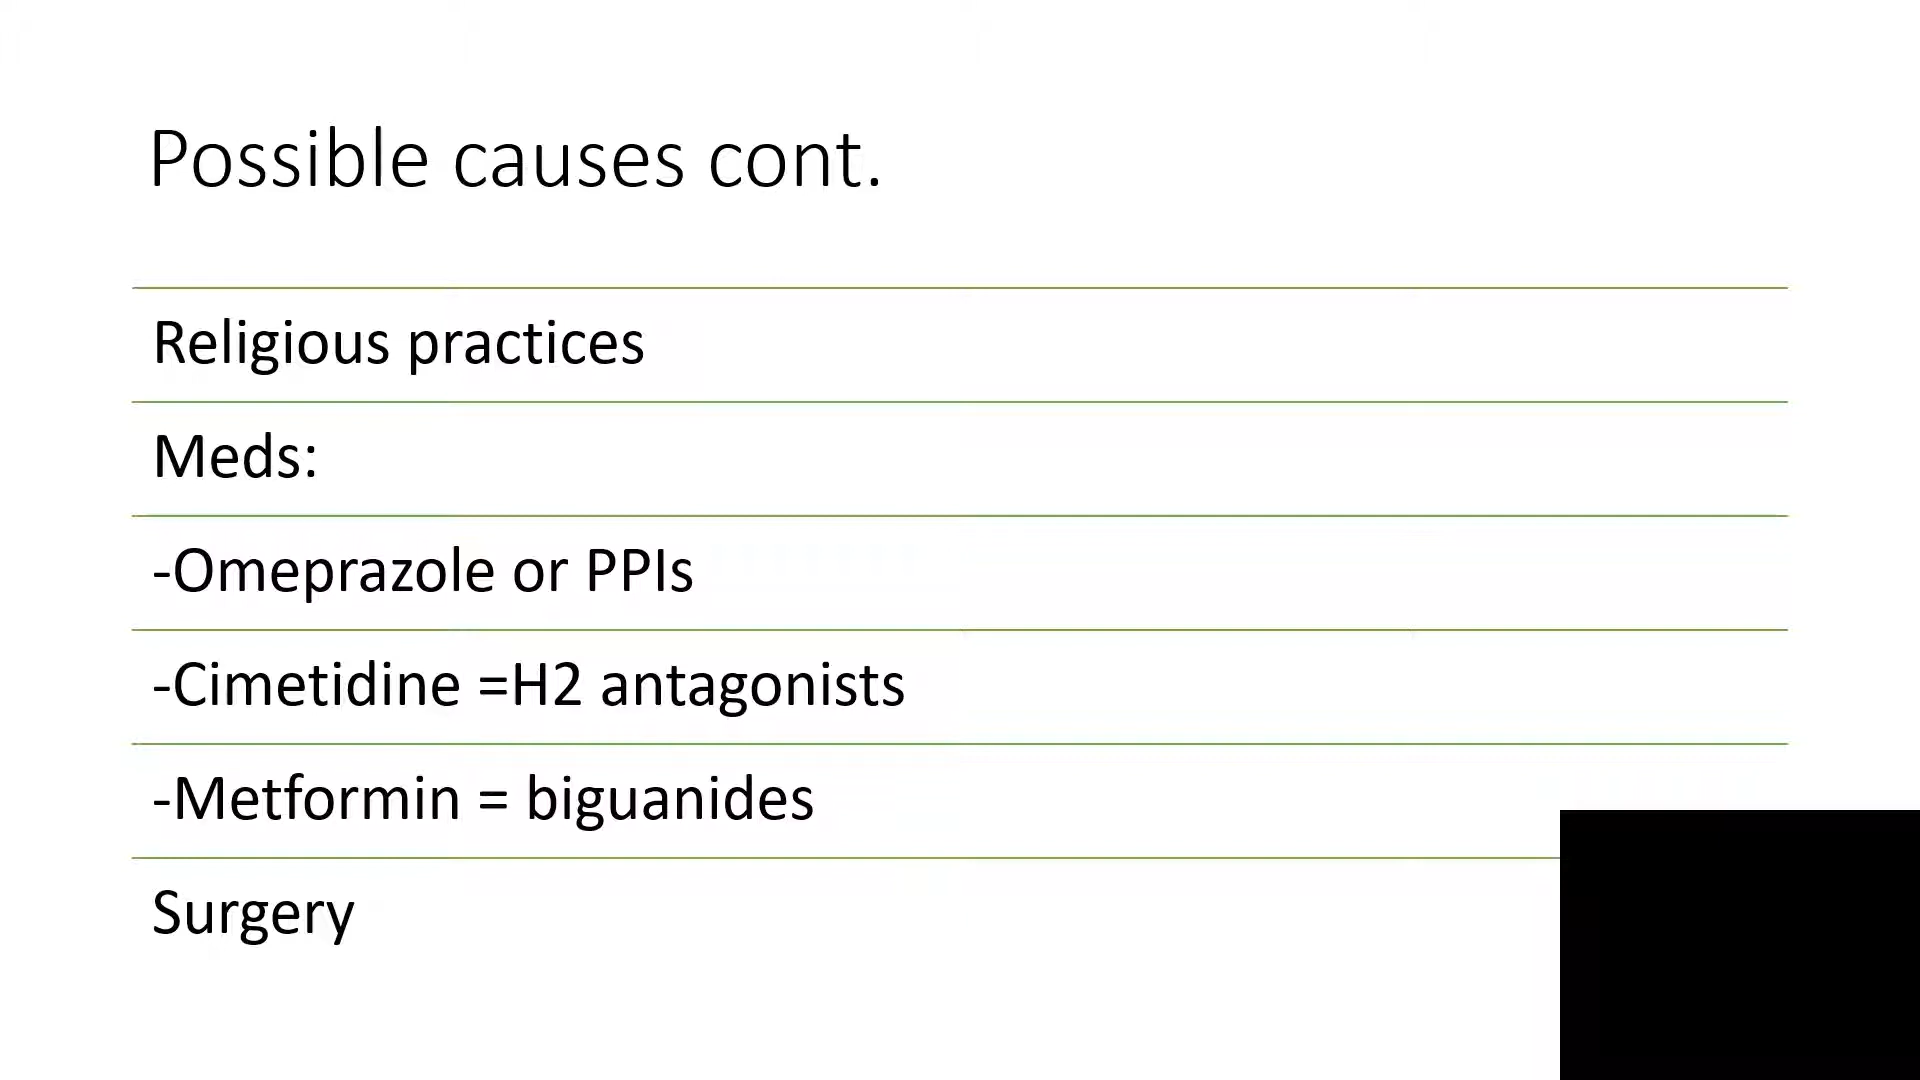 Possible causes cont.
Religious practices
Meds:
-Omeprazole or PPIs
-Cimetidine =H2 antagonists
-Metformin = biguanides
Surgery